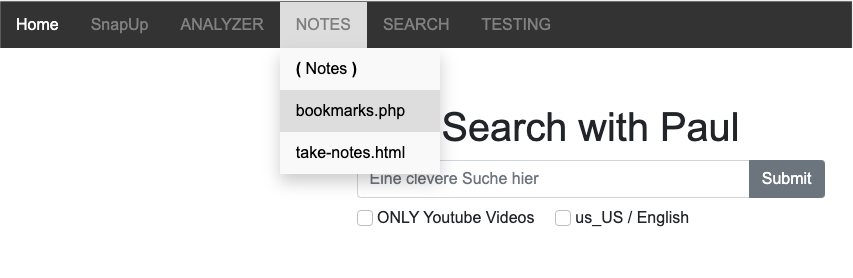 Home SnapUp ANALYZER NOTES SEARCH TESTING
( Notes )
bookmarks.php
take-notes.html
Search with Paul
Eine clevere Suche hier Submit
ONLY Youtube Videos us_US / English